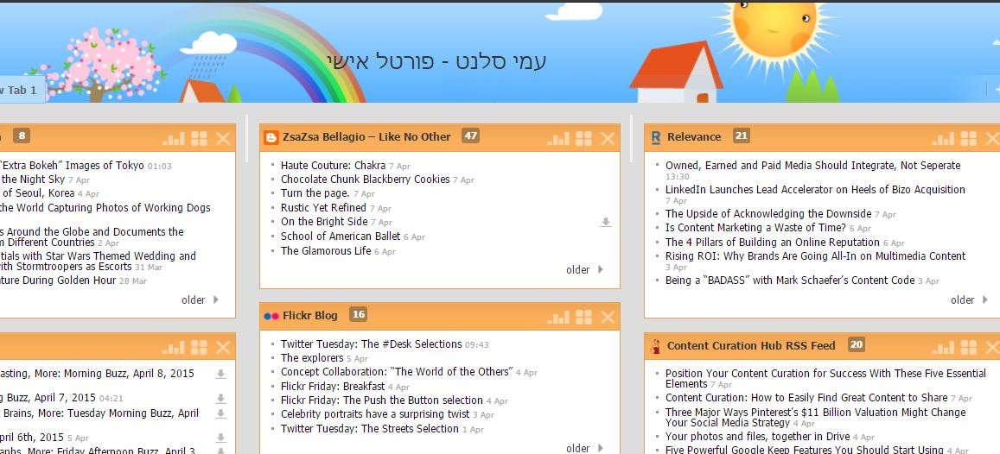 עמי סלנט - פורטל אישי
w Tab 1
8
"Extra Bokeh" Images of Tokyo 01:03
the Night Sky 7 Apr
of Seoul, Korea 4 Apr
the World Capturing Photos of Working Dogs
s Around the Globe and Documents the
n Different Countries 2 Apr
tials with Star Wars Themed Wedding and
with Stormtroopers as Escorts 31 Mar
ture During Golden Hour 28 Mar
older
asting, More: Morning Buzz, April 8, 2015
g Buzz, April 7, 2015 04:21
r Brains, More: Tuesday Morning Buzz, April
pril 6th, 2015 5 Apr
aphs, More: Friday Afternoon Buzz, April 3
ZsaZsa Bellagio – Like No Other 47
Haute Couture: Chakra 7 Apr
Chocolate Chunk Blackberry Cookies 7 Apr
Turn the page. 7 Apr
Rustic Yet Refined 7 Apr
On the Bright Side 7 Apr
School of American Ballet 6 Apr
The Glamorous Life 6 Apr
older
Flickr Blog 16
Twitter Tuesday: The #Desk Selections 09:43
The explorers 5 Apr
Concept Collaboration: "The World of the Others" 4 Apr
Flickr Friday: Breakfast 4 Apr
Flickr Friday: The Push the Button selection 4 Apr
Celebrity portraits have a surprising twist 3 Apr
Twitter Tuesday: The Streets Selection 1 Apr
older
Relevance 21
Owned, Earned and Paid Media Should Integrate, Not Seperate
13:30
LinkedIn Launches Lead Accelerator on Heels of Bizo Acquisition
7 Apr
The Upside of Acknowledging the Downside 7 Apr
Is Content Marketing a Waste of Time? 6 Apr
The 4 Pillars of Building an Online Reputation 6 Apr
Rising ROI: Why Brands Are Going All-In on Multimedia Content
3 Apr
Being a "BADASS" with Mark Schaefer's Content Code 3 Apr
older
Content Curation Hub RSS Feed 20
Position Your Content Curation for Success With These Five Essential
Elements 7 Apr
Content Curation: How to Easily Find Great Content to Share 7 Apr
Three Major Ways Pinterest's $11 Billion Valuation Might Change
Your Social Media Strategy 4 Apr
Your photos and files, together in Drive 4 Apr
Five Powerful Google Keep Features You Should Start Using 4 Apr